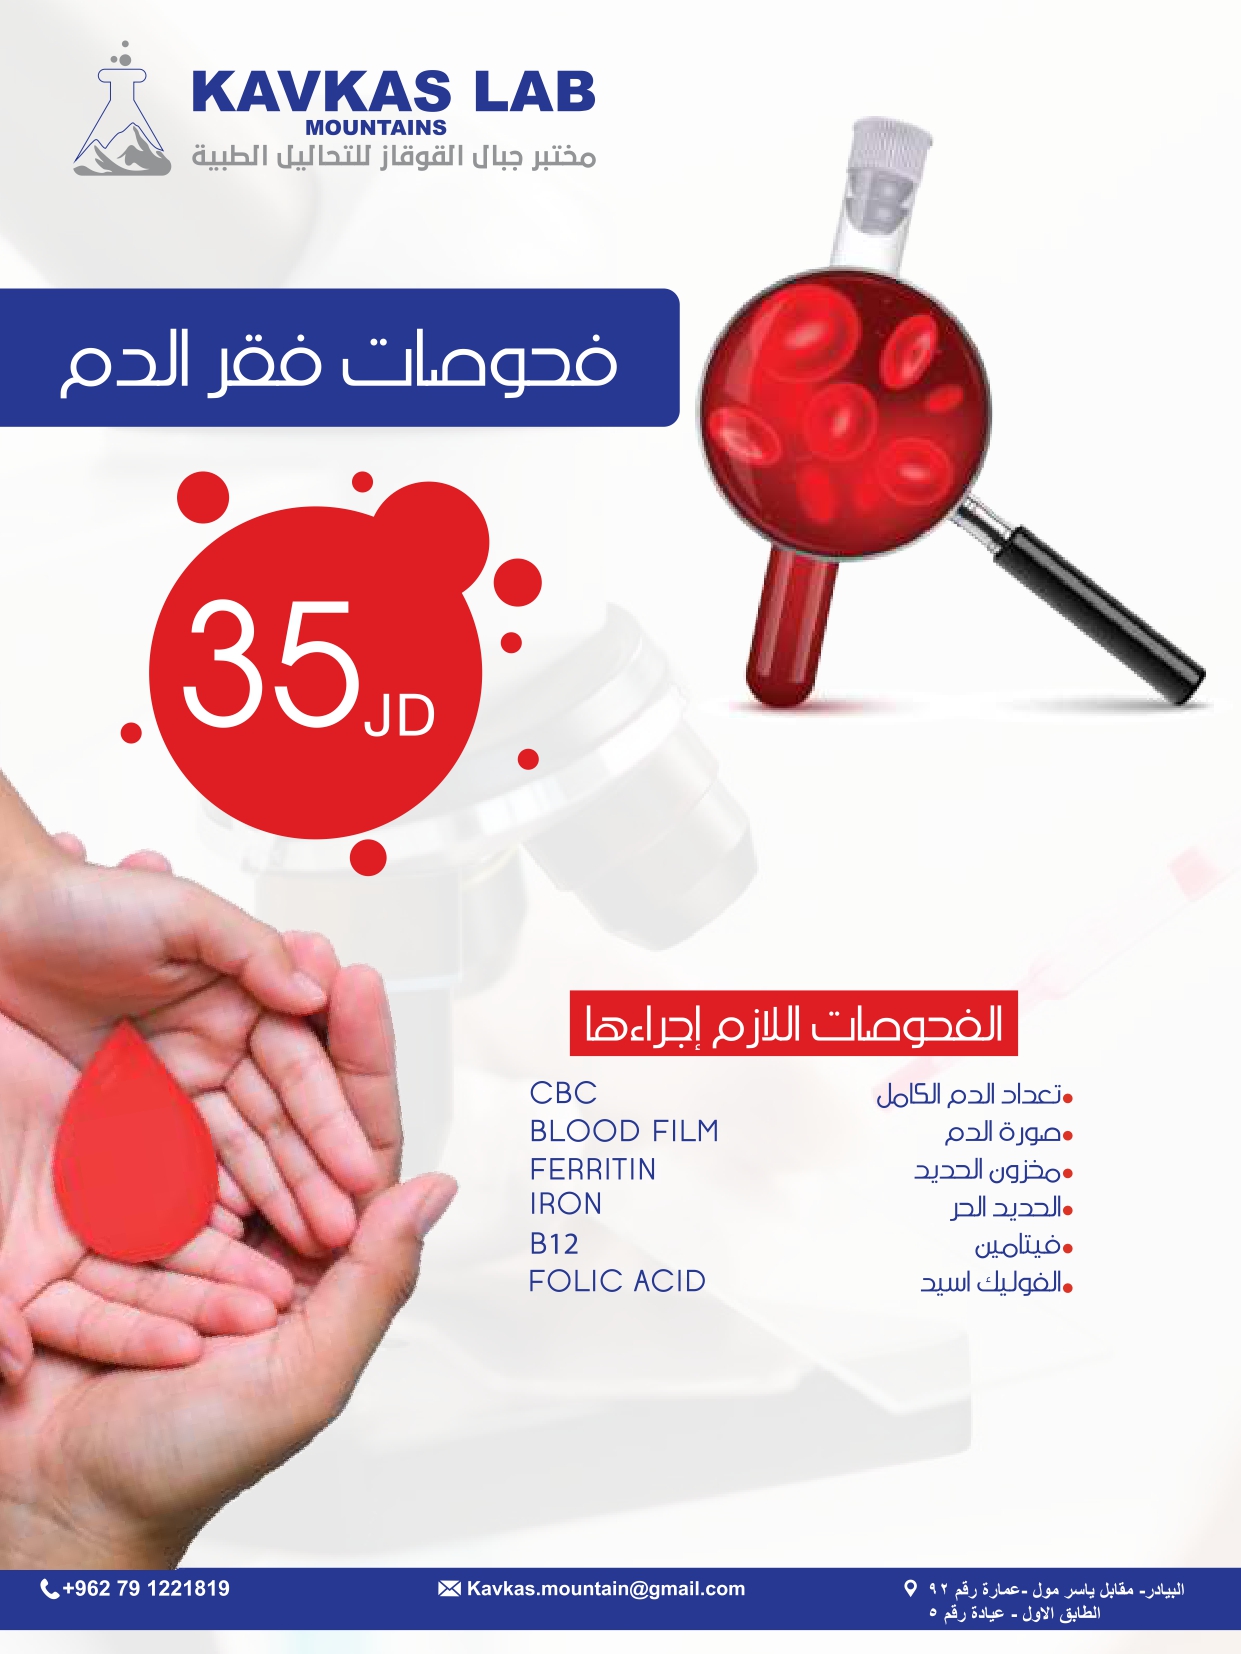 KAVKAS LAB
MOUNTAINS
مختبر جبال القوقاز للتحاليل الطبية
فحوصات فقر الدم
35 JD
الفحوصات اللازم إجراءها
CBC
تعداد الدم الكامل
BLOOD FILM
صورة الدم
FERRITIN
مخزون الحديد
IRON
الحديد الحر
B12
فيتامين
FOLIC ACID
الفوليك اسيد
+962 79 1221819
Kavkas.mountain@gmail.com
البيادر- مقابل ياسر مول -عمارة رقم ٩٢
الطابق الاول - عيادة رقم ٥